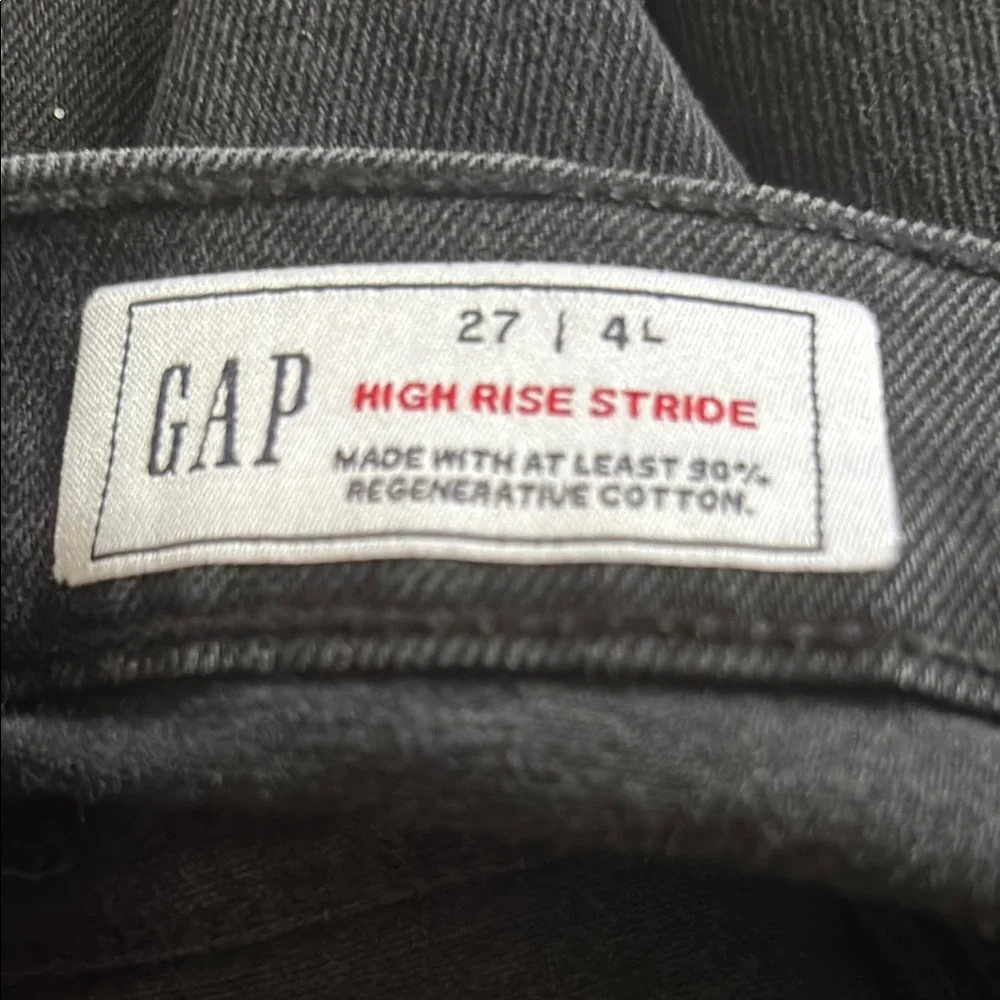 27 | 4L
GAP
HIGH RISE STRIDE
MADE WITH AT LEAST 90%
REGENERATIVE COTTON.